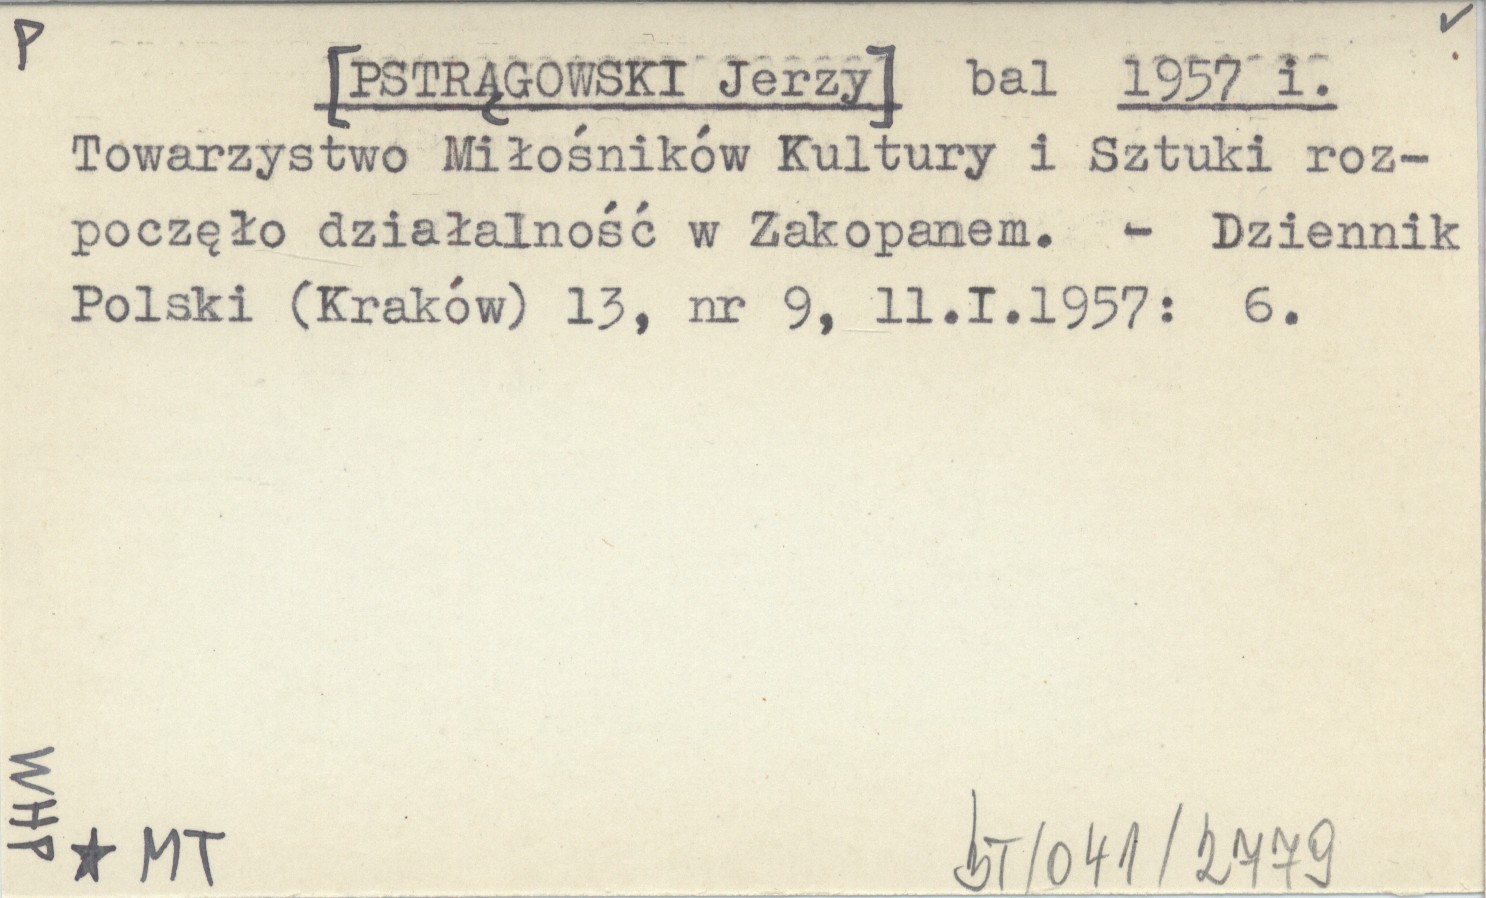 P ✓
[PSTRĄGOWSKI Jerzy] bal 1957 i.
Towarzystwo Miłośników Kultury i Sztuki roz-
poczęło działalność w Zakopanem. - Dziennik
Polski (Kraków) 13, nr 9, 11.I.1957: 6.
WHP
★ MT
/041/2779